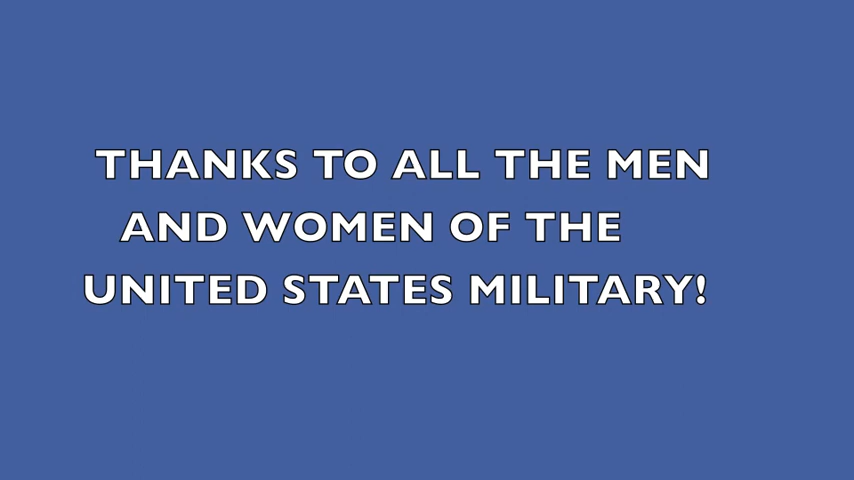 THANKS TO ALL THE MEN
AND WOMEN OF THE
UNITED STATES MILITARY!